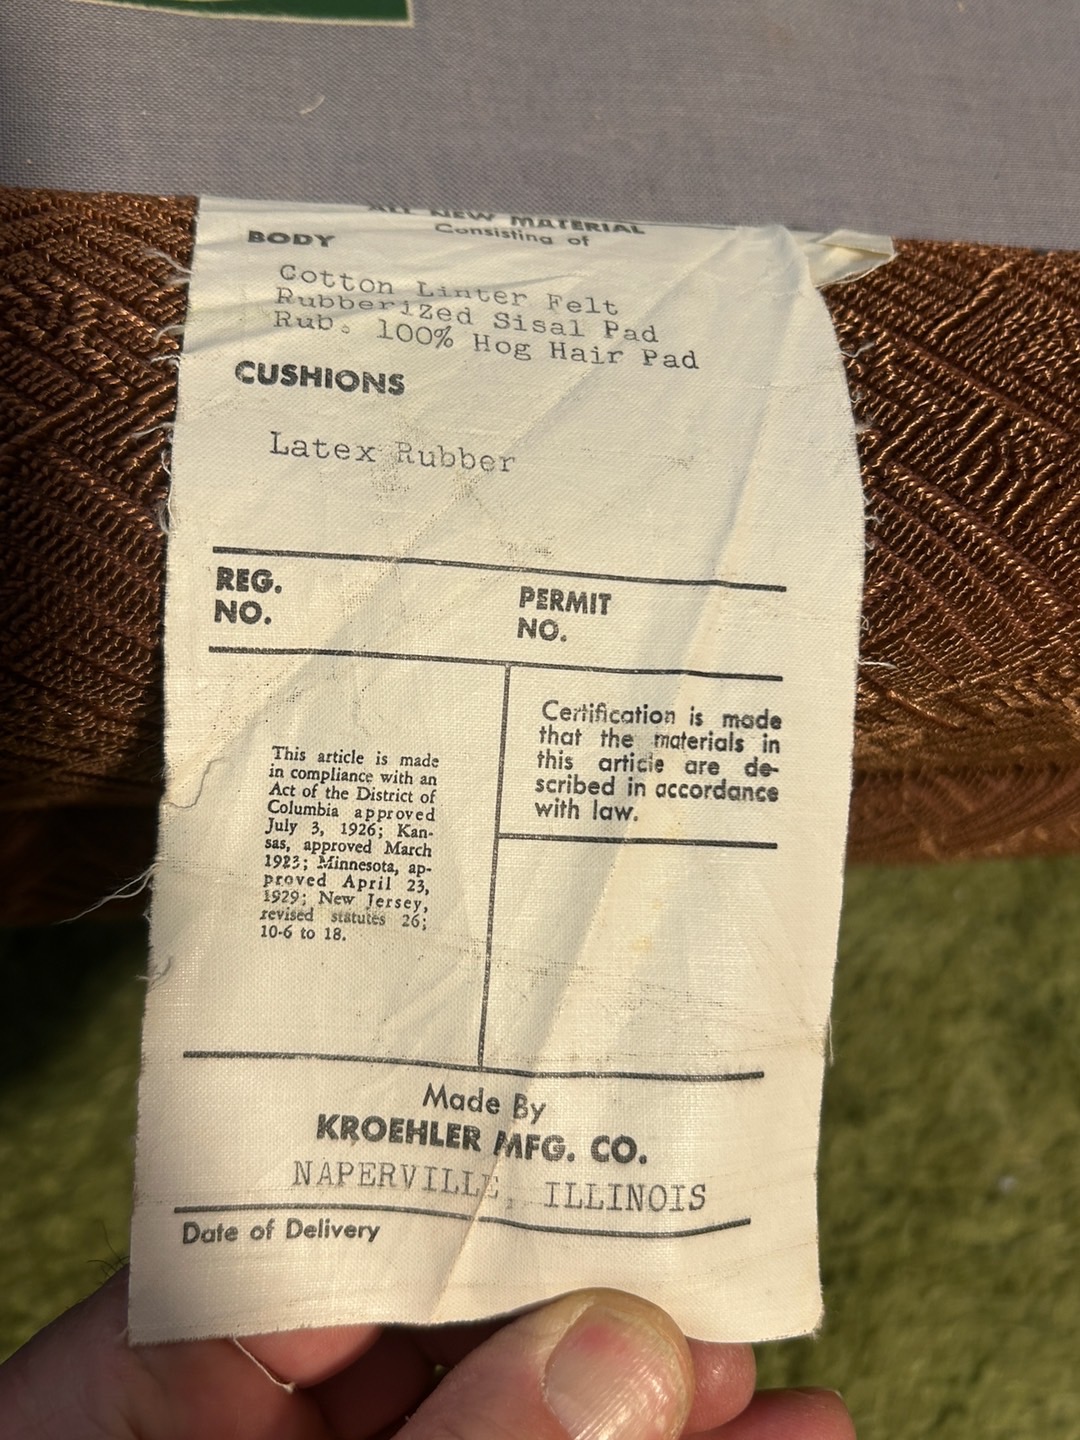 ALL NEW MATERIAL
Consisting of
BODY
Cotton Linter Felt
Rubberized Sisal Pad
Rub. 100% Hog Hair Pad
CUSHIONS
Latex Rubber
REG. NO.
PERMIT NO.
This article is made
in compliance with an
Act of the District of
Columbia approved
July 3, 1926; Kan-
sas, approved March
1923; Minnesota, ap-
proved April 23,
1929; New Jersey,
revised statutes 26;
10-6 to 18.
Certification is made
that the materials in
this article are de-
scribed in accordance
with law.
Made By
KROEHLER MFG. CO.
NAPERVILLE, ILLINOIS
Date of Delivery